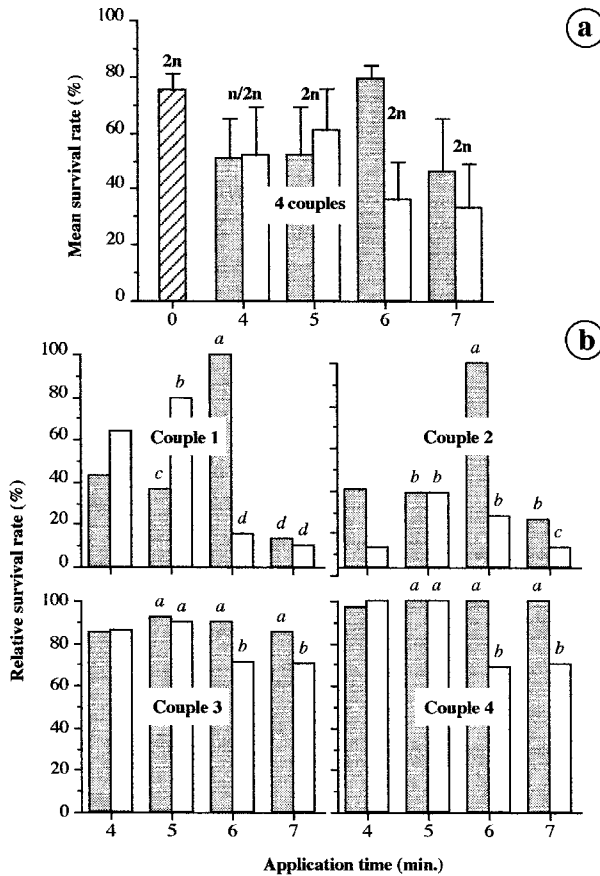 a
Mean survival rate (%)
100
80
60
40
20
0
2n
n/2n
2n
2n
2n
4 couples
0 4 5 6 7
b
Relative survival rate (%)
100
80
60
40
20
0
c b a d d d
Couple 1
b b a b b c
Couple 2
100
80
60
40
20
0
a a a b a b
Couple 3
a a a b a b
Couple 4
4 5 6 7 4 5 6 7
Application time (min.)